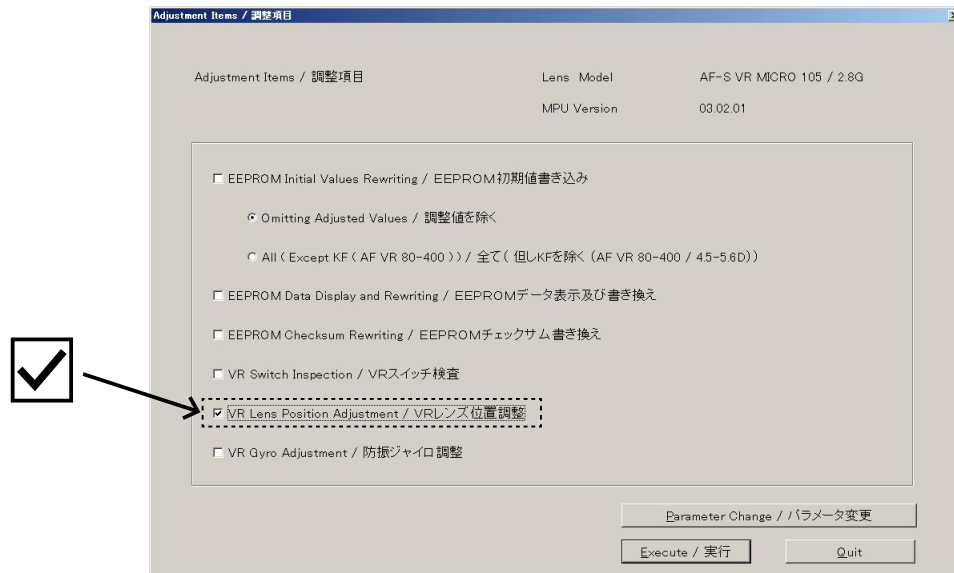 Adjustment Items / 調整項目
Adjustment Items / 調整項目
Lens Model AF-S VR MICRO 105 / 2.8G
MPU Version 03.02.01
EEPROM Initial Values Rewriting / EEPROM初期値書き込み
Omitting Adjusted Values / 調整値を除く
All ( Except KF ( AF VR 80-400 ) ) / 全て( 但しKFを除く (AF VR 80-400 / 4.5-5.6D))
EEPROM Data Display and Rewriting / EEPROMデータ表示及び書き換え
EEPROM Checksum Rewriting / EEPROMチェックサム書き換え
VR Switch Inspection / VRスイッチ検査
VR Lens Position Adjustment / VRレンズ位置調整
VR Gyro Adjustment / 防振ジャイロ調整
Parameter Change / パラメータ変更
Execute / 実行
Quit